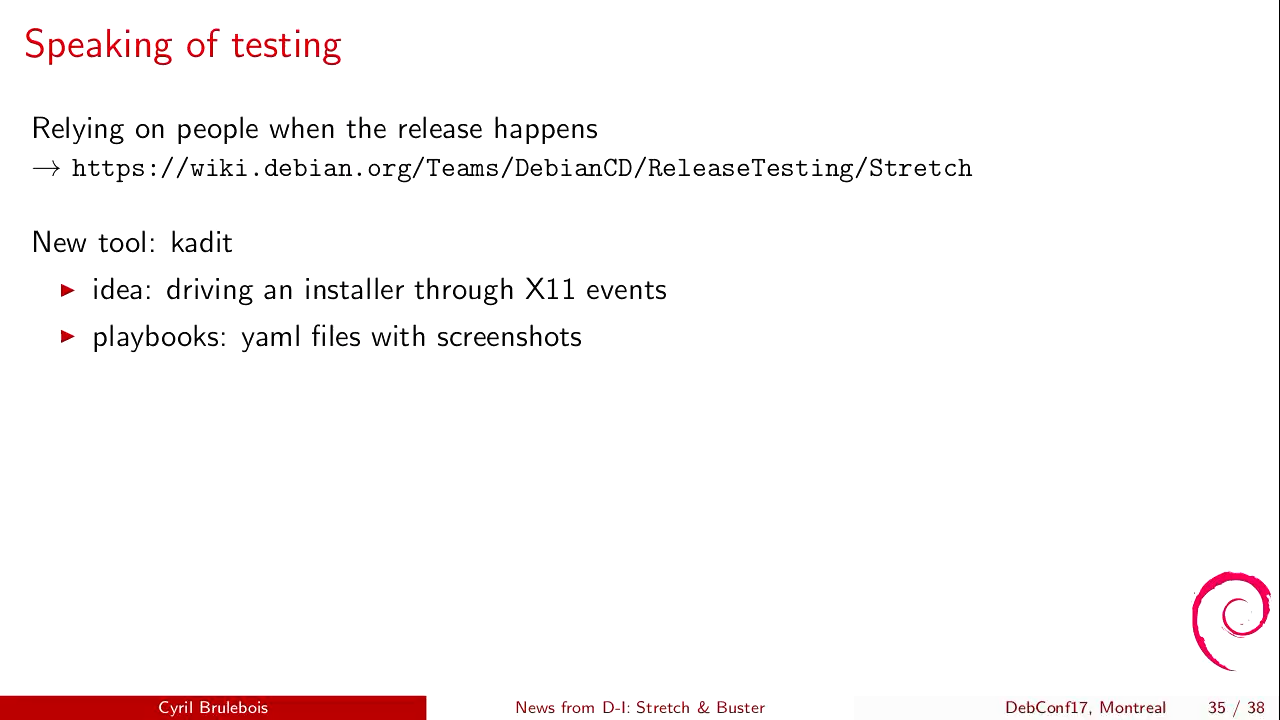 Speaking of testing
Relying on people when the release happens
→ https://wiki.debian.org/Teams/DebianCD/ReleaseTesting/Stretch
New tool: kadit
▶ idea: driving an installer through X11 events
▶ playbooks: yaml files with screenshots
Cyril Brulebois News from D-I: Stretch & Buster DebConf17, Montreal 35 / 38